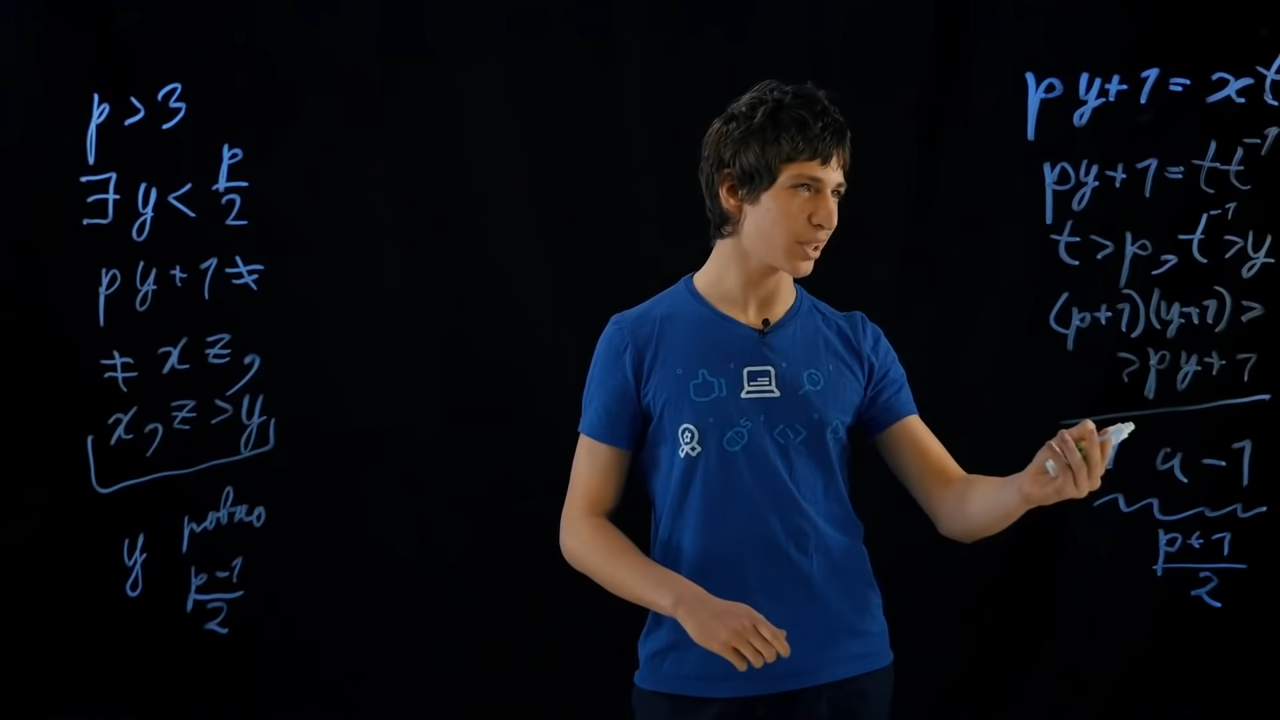 p > 3
∃ y < p/2
py+1 ≠
≠ xz,
x, z > y
y ровно
p-1/2
py+1 = xt
py+1 = tt⁻¹
t > p, t⁻¹ > y
(p+1)(y+1) >
> py+1
a-1
p+1/2